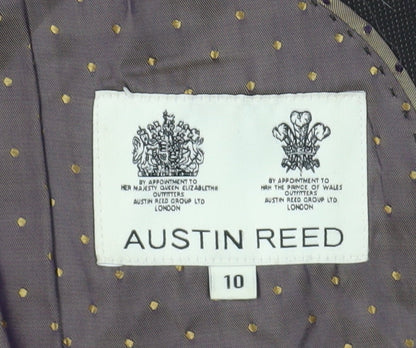 BY APPOINTMENT TO
HER MAJESTY QUEEN ELIZABETH II
OUTFITTERS
AUSTIN REED GROUP LTD
LONDON
BY APPOINTMENT TO
HRH THE PRINCE OF WALES
OUTFITTERS
AUSTIN REED GROUP LTD.
LONDON
AUSTIN REED
10